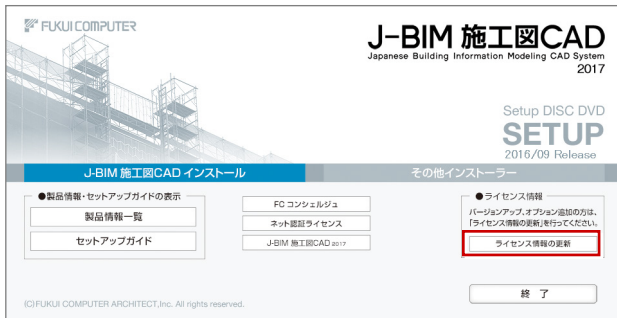 FUKUI COMPUTER
J-BIM 施工図CAD
Japanese Building Information Modeling CAD System
2017
Setup DISC DVD
SETUP
2016/09 Release
J-BIM 施工図CAD インストール
その他インストーラー
●製品情報・セットアップガイドの表示
製品情報一覧
セットアップガイド
FC コンシェルジュ
ネット認証ライセンス
J-BIM 施工図CAD 2017
●ライセンス情報
バージョンアップ、オプション追加の方は、
「ライセンス情報の更新」を行ってください。
ライセンス情報の更新
終 了
(C)FUKUI COMPUTER ARCHITECT,Inc. All rights reserved.